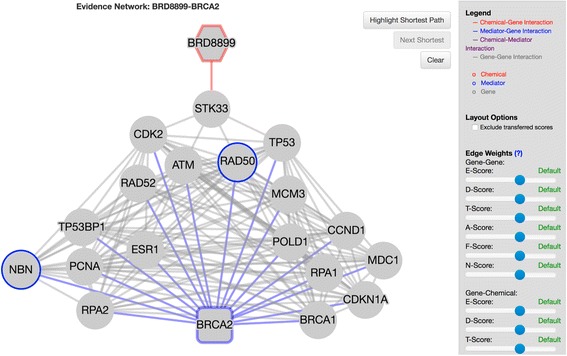 Evidence Network: BRD8899-BRCA2
BRD8899
STK33
CDK2
TP53
ATM
RAD50
RAD52
MCM3
TP53BP1
CCND1
ESR1
POLD1
NBN
PCNA
MDC1
RPA1
RPA2
CDKN1A
BRCA2
BRCA1
Highlight Shortest Path
Next Shortest
Clear
Legend
— Chemical-Gene Interaction
— Mediator-Gene Interaction
— Chemical-Mediator
Interaction
— Gene-Gene Interaction
o Chemical
o Mediator
o Gene
Layout Options
Exclude transferred scores
Edge Weights (?)
Gene-Gene:
E-Score: Default
D-Score: Default
T-Score: Default
A-Score: Default
F-Score: Default
N-Score: Default
Gene-Chemical:
E-Score: Default
D-Score: Default
T-Score: Default